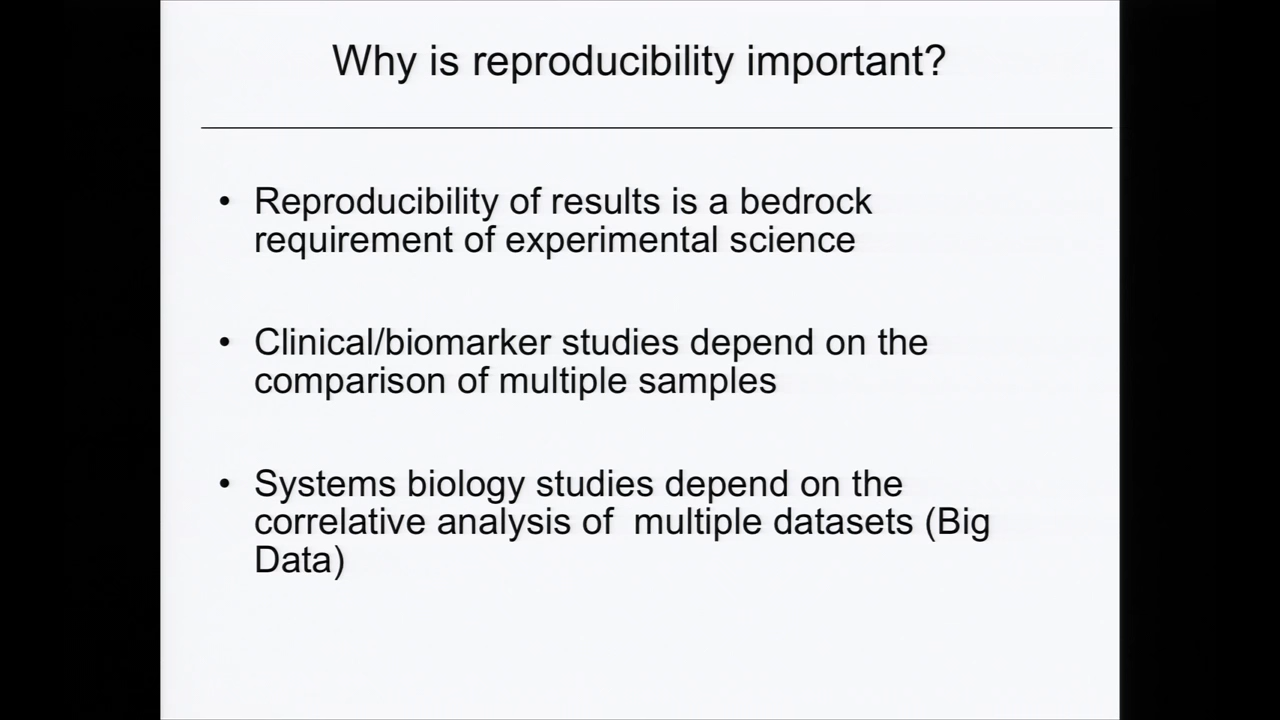 Why is reproducibility important?
• Reproducibility of results is a bedrock
requirement of experimental science
• Clinical/biomarker studies depend on the
comparison of multiple samples
• Systems biology studies depend on the
correlative analysis of  multiple datasets (Big
Data)